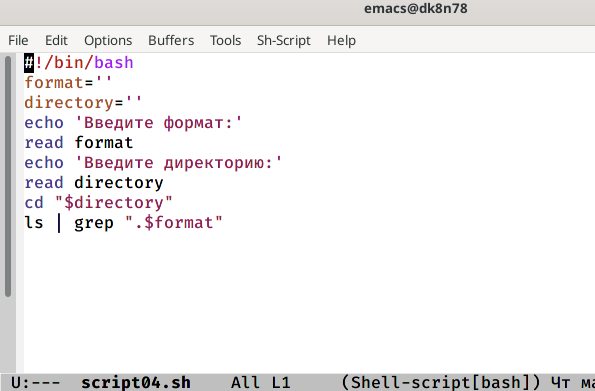 emacs@dk8n78
File Edit Options Buffers Tools Sh-Script Help
#!/bin/bash
format=''
directory=''
echo 'Введите формат:'
read format
echo 'Введите директорию:'
read directory
cd "$directory"
ls | grep ".$format"
U:--- script04.sh All L1 (Shell-script[bash]) Чт